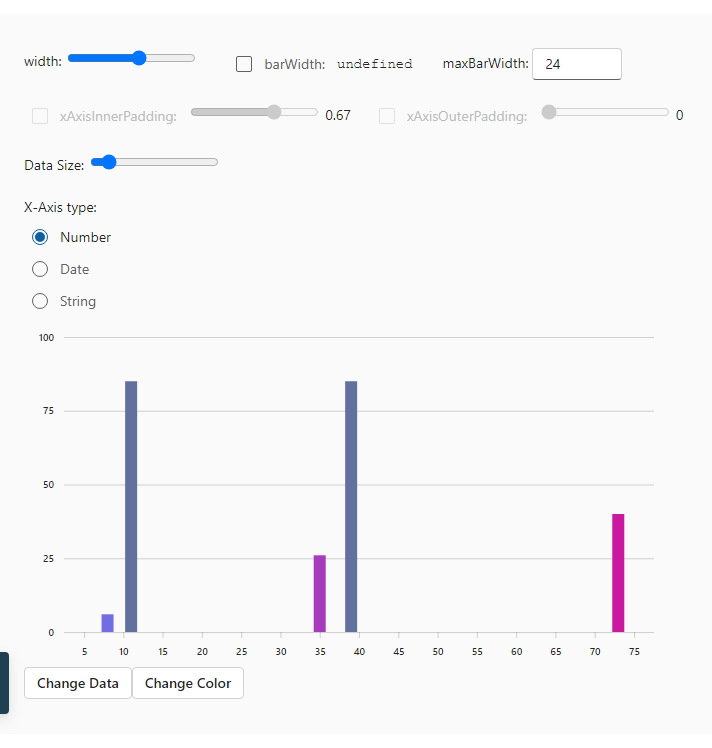 width: barWidth: undefined maxBarWidth: 24
xAxisInnerPadding: 0.67 xAxisOuterPadding: 0
Data Size:
X-Axis type:
Number
Date
String
100
75
50
25
0
5 10 15 20 25 30 35 40 45 50 55 60 65 70 75
Change Data Change Color